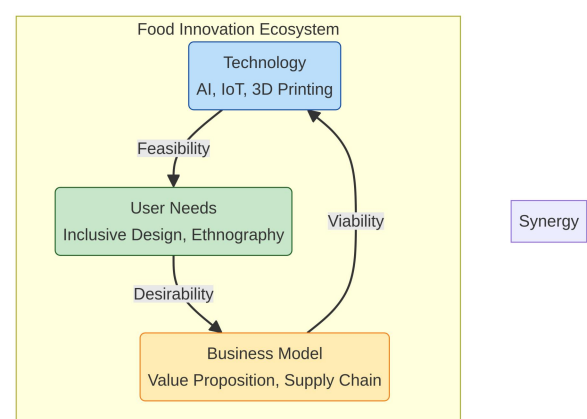 Food Innovation Ecosystem
Technology
AI, IoT, 3D Printing
Feasibility
User Needs
Inclusive Design, Ethnography
Viability
Synergy
Desirability
Business Model
Value Proposition, Supply Chain